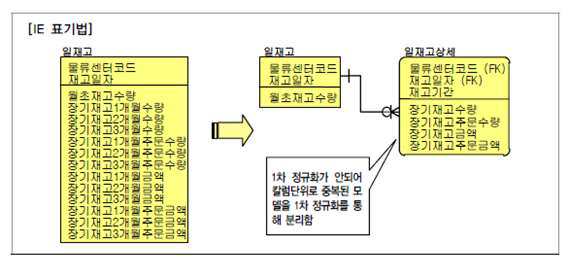 [IE 표기법]
일재고
물류센터코드
재고일자
월초재고수량
장기재고1개월수량
장기재고2개월수량
장기재고3개월수량
장기재고1개월주문수량
장기재고2개월주문수량
장기재고3개월주문수량
장기재고1개월금액
장기재고2개월금액
장기재고3개월금액
장기재고1개월주문금액
장기재고2개월주문금액
장기재고3개월주문금액
일재고
물류센터코드
재고일자
월초재고수량
일재고상세
물류센터코드 (FK)
재고일자 (FK)
재고기간
장기재고수량
장기재고주문수량
장기재고금액
장기재고주문금액
1차 정규화가 안되어
칼럼단위로 중복된 모
델을 1차 정규화를 통
해 분리함